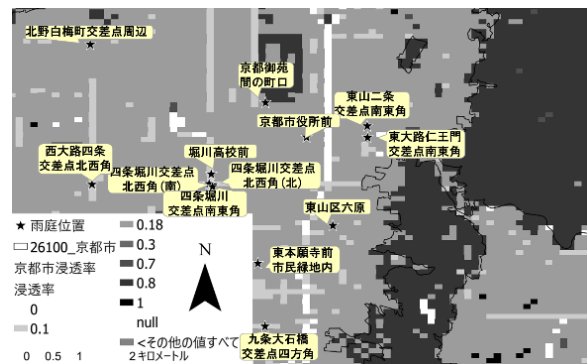 北野白梅町交差点周辺
京都御苑
間の町口
東山二条
交差点南東角
京都市役所前
東大路仁王門
交差点南東角
西大路四条
交差点北西角
堀川高校前
四条堀川交差点
北西角(南)
四条堀川交差点
北西角(北)
四条堀川
交差点南東角
東山区六原
東本願寺前
市民緑地内
九条大石橋
交差点四方角
雨庭位置
26100_京都市
京都市浸透率
浸透率
0
0.1
0.18
0.3
0.7
0.8
1
null
<その他の値すべて
N
0 0.5 1 2 キロメートル